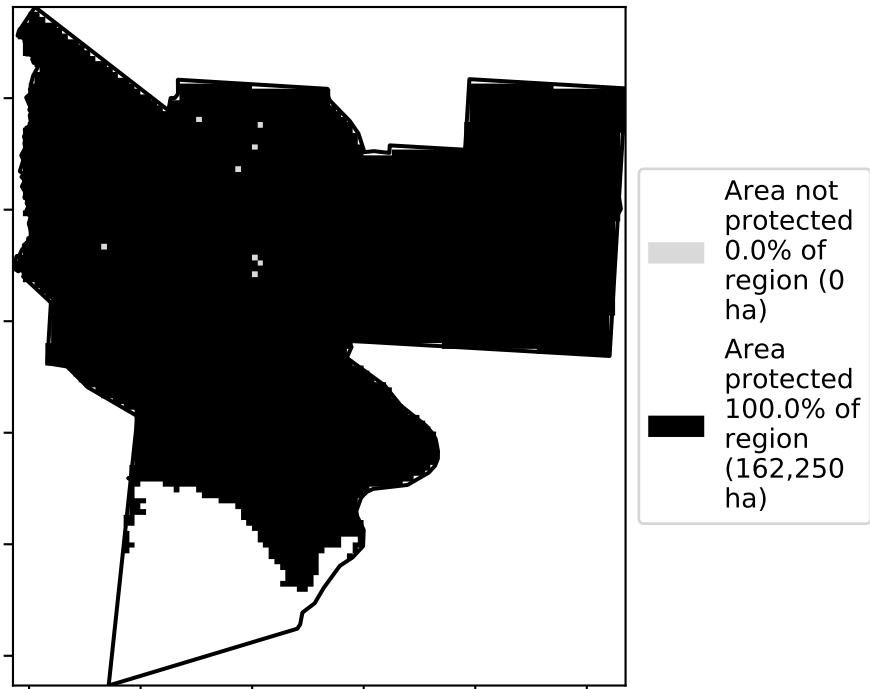 Area not
protected
0.0% of
region (0
ha)
Area
protected
100.0% of
region
(162,250
ha)